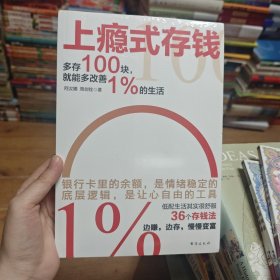 上瘾式存钱
多存100块，
就能多改善1%的生活
银行卡里的余额，是情绪稳定的
底层逻辑，是让心自由的工具
低配生活其实很舒服
36个存钱法
边赚，边存，慢慢变富
1%